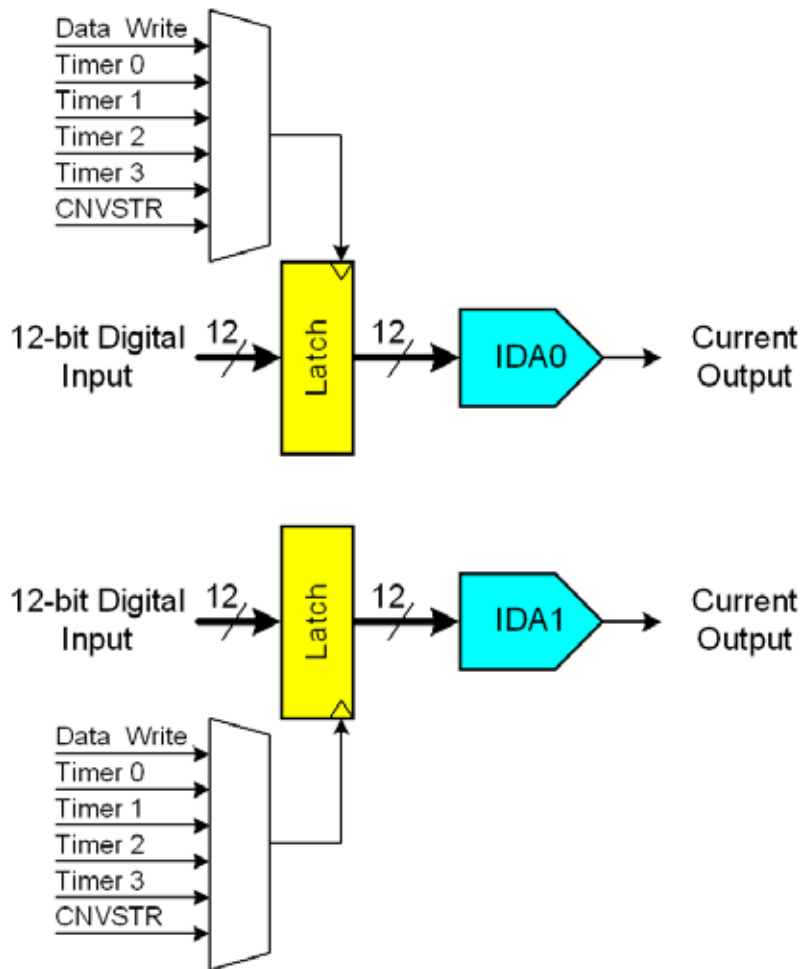 Data Write
Timer 0
Timer 1
Timer 2
Timer 3
CNVSTR
12-bit Digital
Input
12
Latch
12
IDA0
Current
Output
12-bit Digital
Input
12
Latch
12
IDA1
Current
Output
Data Write
Timer 0
Timer 1
Timer 2
Timer 3
CNVSTR